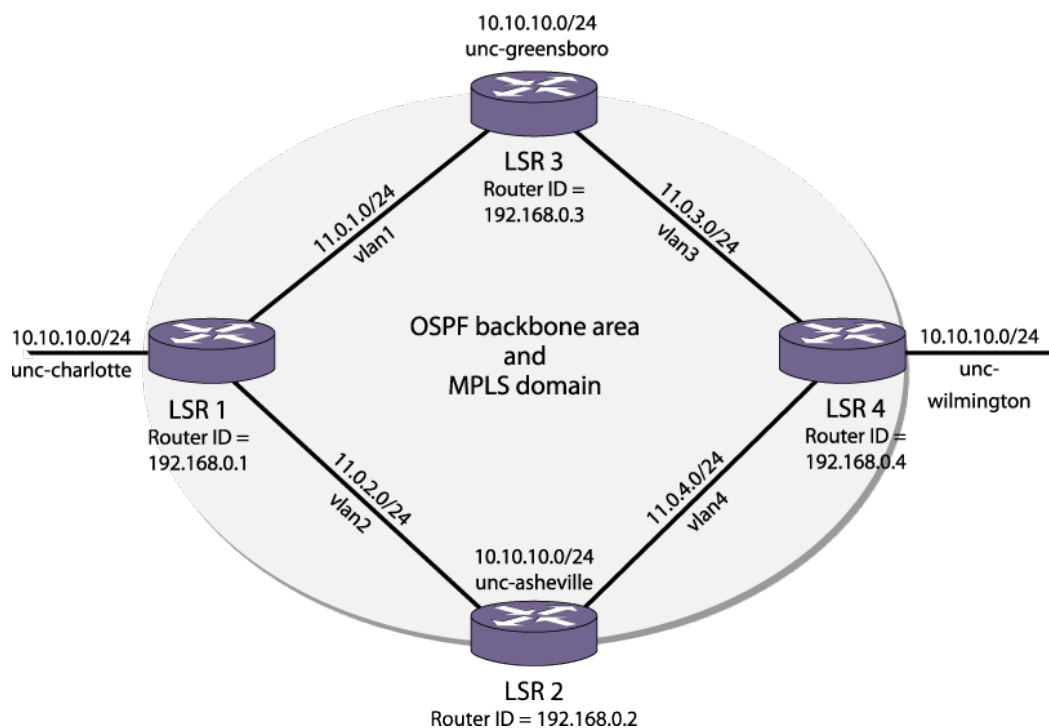 10.10.10.0/24
unc-greensboro
LSR 3
Router ID =
192.168.0.3
11.0.1.0/24
vlan1
11.0.3.0/24
vlan3
10.10.10.0/24
unc-charlotte
LSR 1
Router ID =
192.168.0.1
OSPF backbone area
and
MPLS domain
10.10.10.0/24
unc-
wilmington
LSR 4
Router ID =
192.168.0.4
11.0.2.0/24
vlan2
11.0.4.0/24
vlan4
10.10.10.0/24
unc-asheville
LSR 2
Router ID = 192.168.0.2